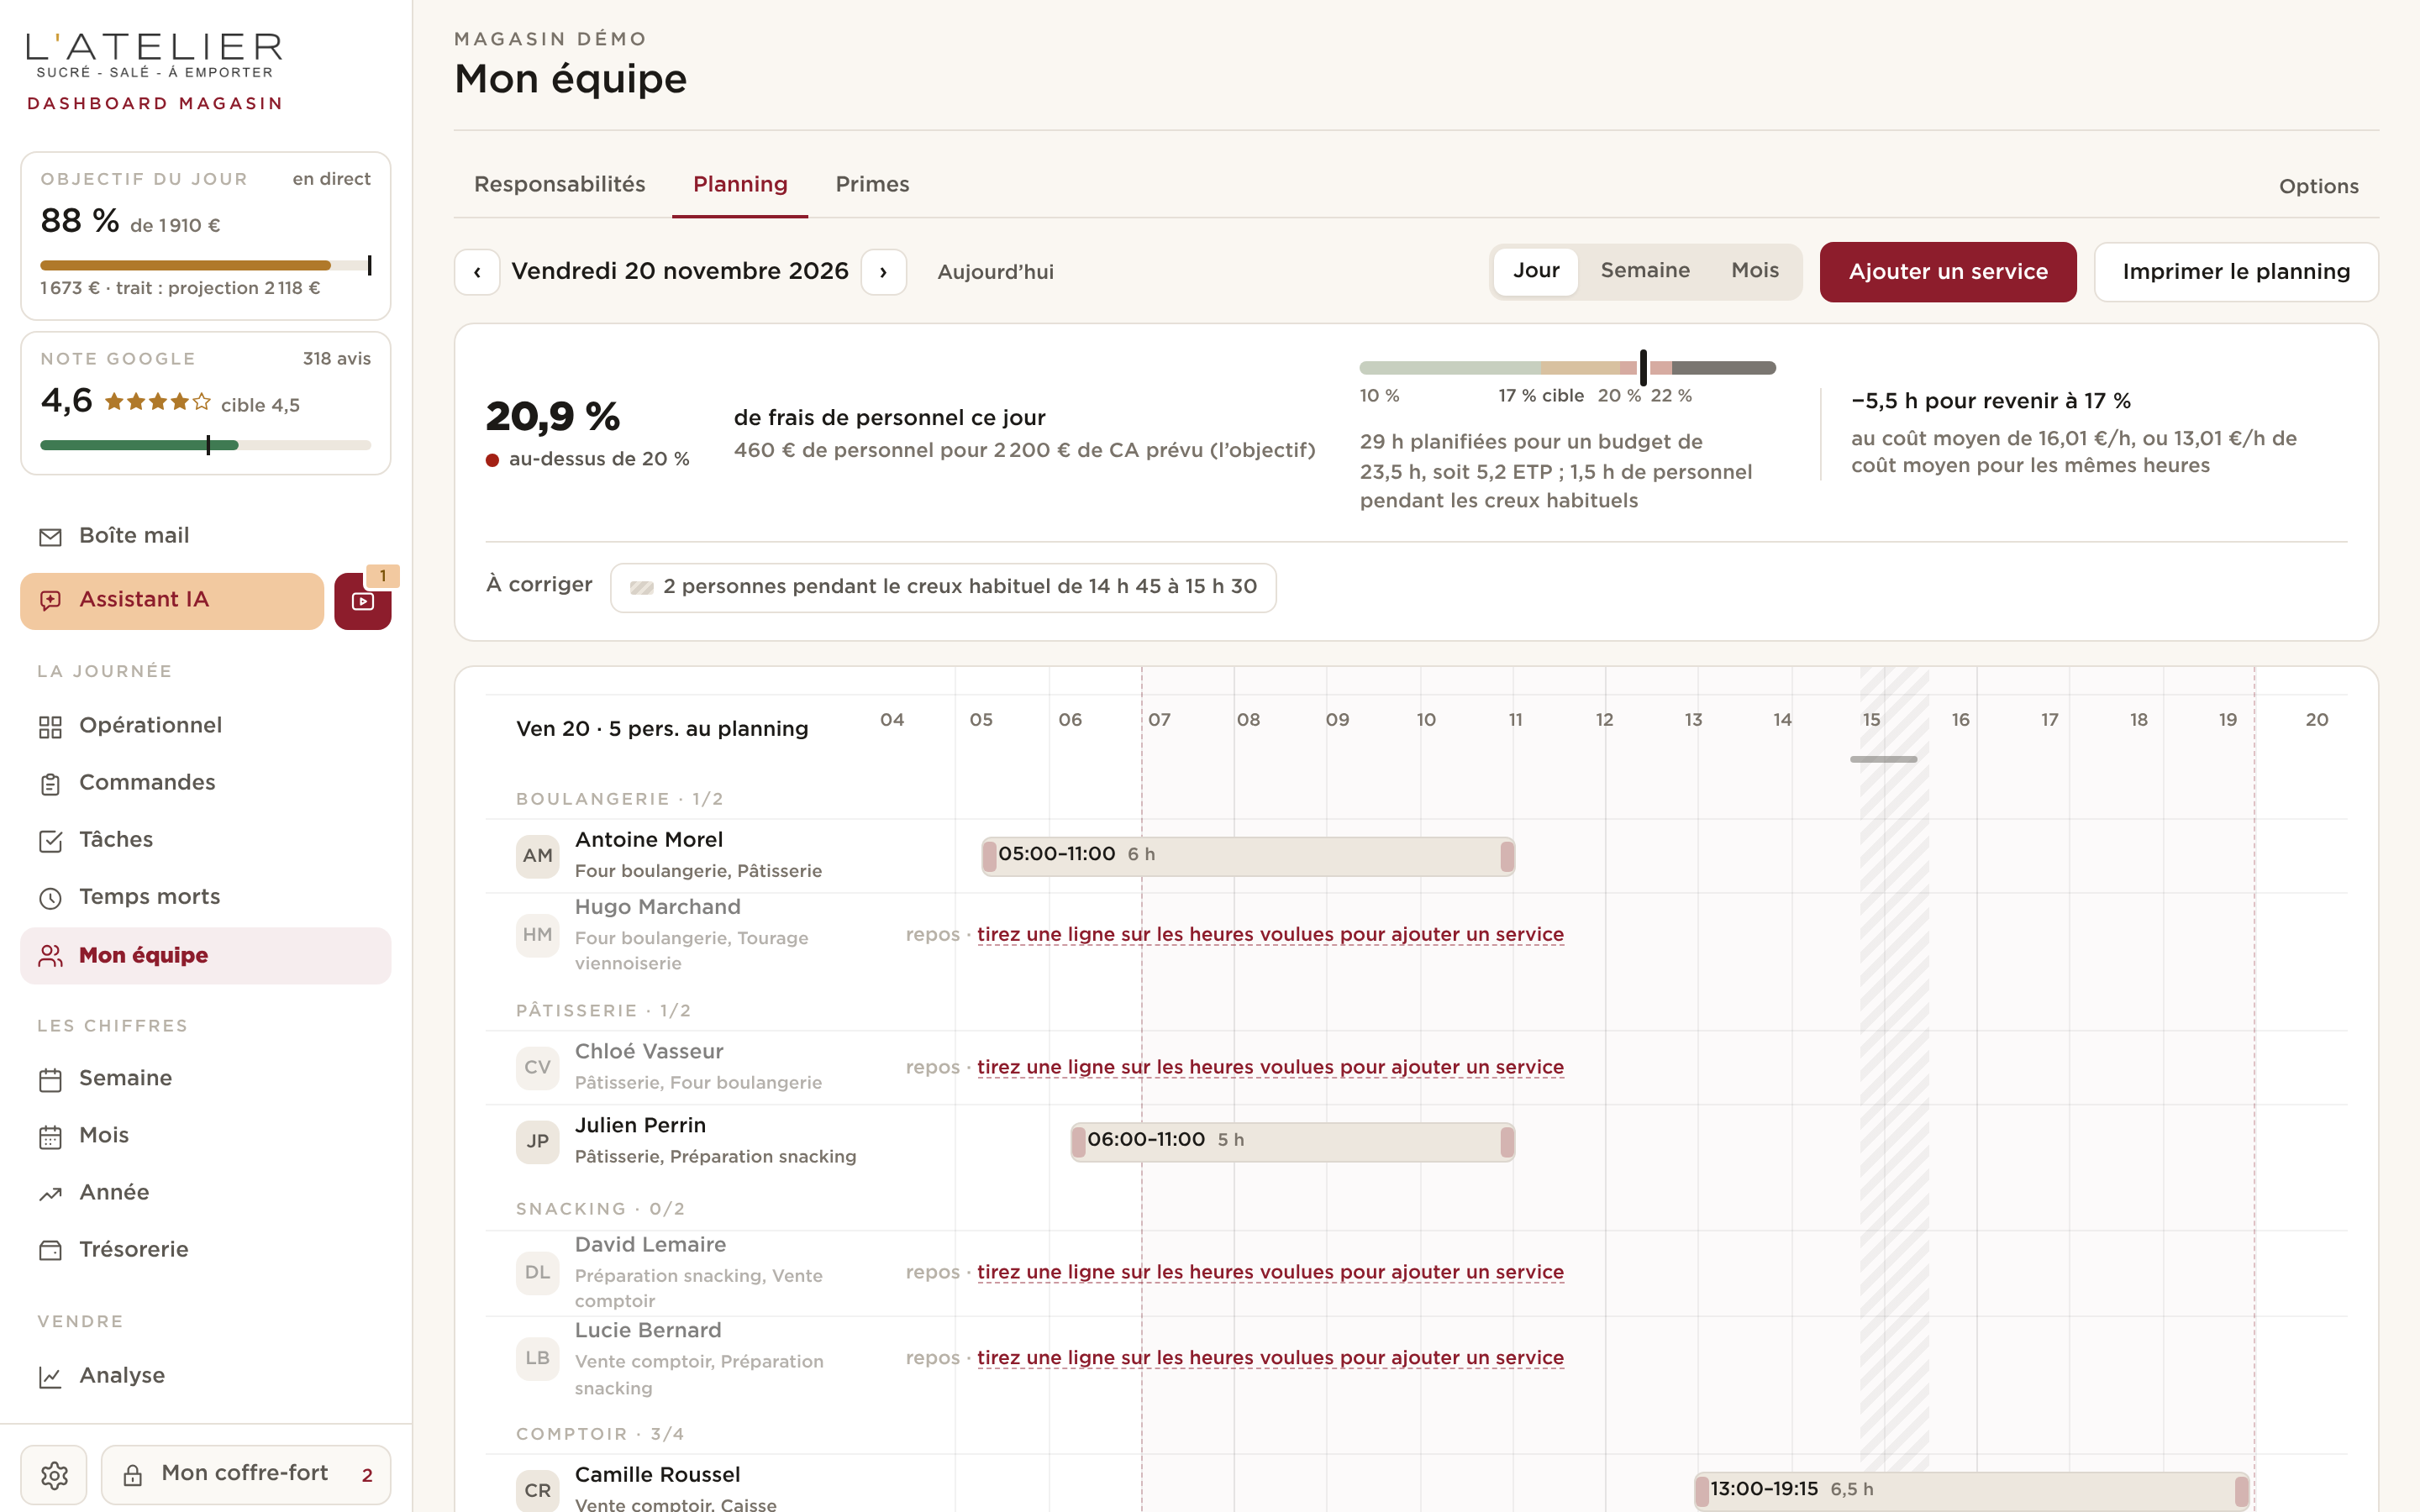 L'ATELIER
SUCRÉ - SALÉ - À EMPORTER
DASHBOARD MAGASIN
OBJECTIF DU JOUR en direct
88 % de 1 910 €
1 673 € · trait : projection 2 118 €
NOTE GOOGLE 318 avis
4,6 cible 4,5
Boîte mail
Assistant IA 1
LA JOURNÉE
Opérationnel
Commandes
Tâches
Temps morts
Mon équipe
LES CHIFFRES
Semaine
Mois
Année
Trésorerie
VENDRE
Analyse
Mon coffre-fort 2
MAGASIN DÉMO
Mon équipe
Responsabilités Planning Primes Options
‹ Vendredi 20 novembre 2026 › Aujourd’hui Jour Semaine Mois Ajouter un service Imprimer le planning
20,9 %
au-dessus de 20 %
de frais de personnel ce jour
460 € de personnel pour 2 200 € de CA prévu (l’objectif)
10 % 17 % cible 20 % 22 %
29 h planifiées pour un budget de
23,5 h, soit 5,2 ETP ; 1,5 h de personnel
pendant les creux habituels
−5,5 h pour revenir à 17 %
au coût moyen de 16,01 €/h, ou 13,01 €/h de
coût moyen pour les mêmes heures
À corriger 2 personnes pendant le creux habituel de 14 h 45 à 15 h 30
Ven 20 · 5 pers. au planning 04 05 06 07 08 09 10 11 12 13 14 15 16 17 18 19 20
BOULANGERIE · 1/2
AM Antoine Morel 05:00–11:00 6 h
Four boulangerie, Pâtisserie
HM Hugo Marchand repos · tirez une ligne sur les heures voulues pour ajouter un service
Four boulangerie, Tourage
viennoiserie
PÂTISSERIE · 1/2
CV Chloé Vasseur repos · tirez une ligne sur les heures voulues pour ajouter un service
Pâtisserie, Four boulangerie
JP Julien Perrin 06:00–11:00 5 h
Pâtisserie, Préparation snacking
SNACKING · 0/2
DL David Lemaire repos · tirez une ligne sur les heures voulues pour ajouter un service
Préparation snacking, Vente
comptoir
LB Lucie Bernard repos · tirez une ligne sur les heures voulues pour ajouter un service
Vente comptoir, Préparation
snacking
COMPTOIR · 3/4
CR Camille Roussel 13:00–19:15 6,5 h
Vente comptoir, Caisse